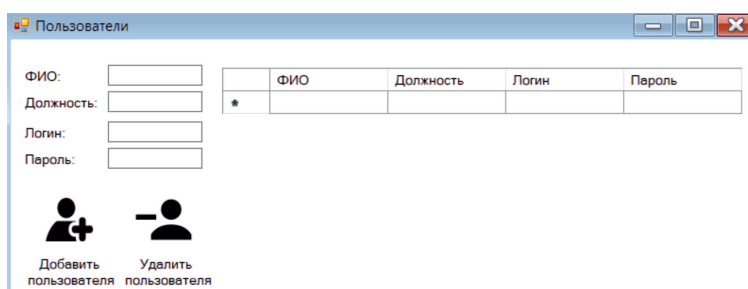 Пользователи
ФИО:
Должность:
Логин:
Пароль:
ФИО Должность Логин Пароль
*
Добавить пользователя
Удалить пользователя